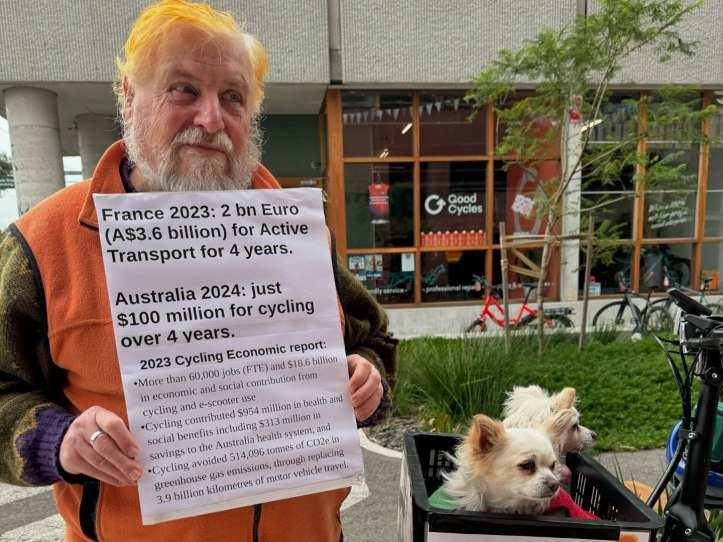 France 2023: 2 bn Euro
(A$3.6 billion) for Active
Transport for 4 years.
Australia 2024: just
$100 million for cycling
over 4 years.
2023 Cycling Economic report:
•More than 60,000 jobs (FTE) and $18.6 billion
in economic and social contribution from
cycling and e-scooter use
•Cycling contributed $954 million in health and
social benefits including $313 million in
savings to the Australia health system, and
•Cycling avoided 514,096 tonnes of CO2e in
greenhouse gas emissions, through replacing
3.9 billion kilometres of motor vehicle travel.
Good
Cycles
friendly service
professional